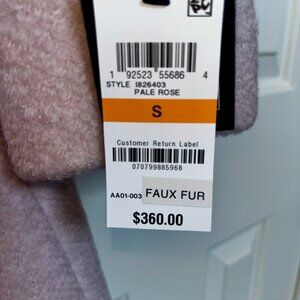 1 92523 55686 4
STYLE I826403
PALE ROSE
S
Customer Return Label
070799885968
AA01-003 FAUX FUR
$360.00